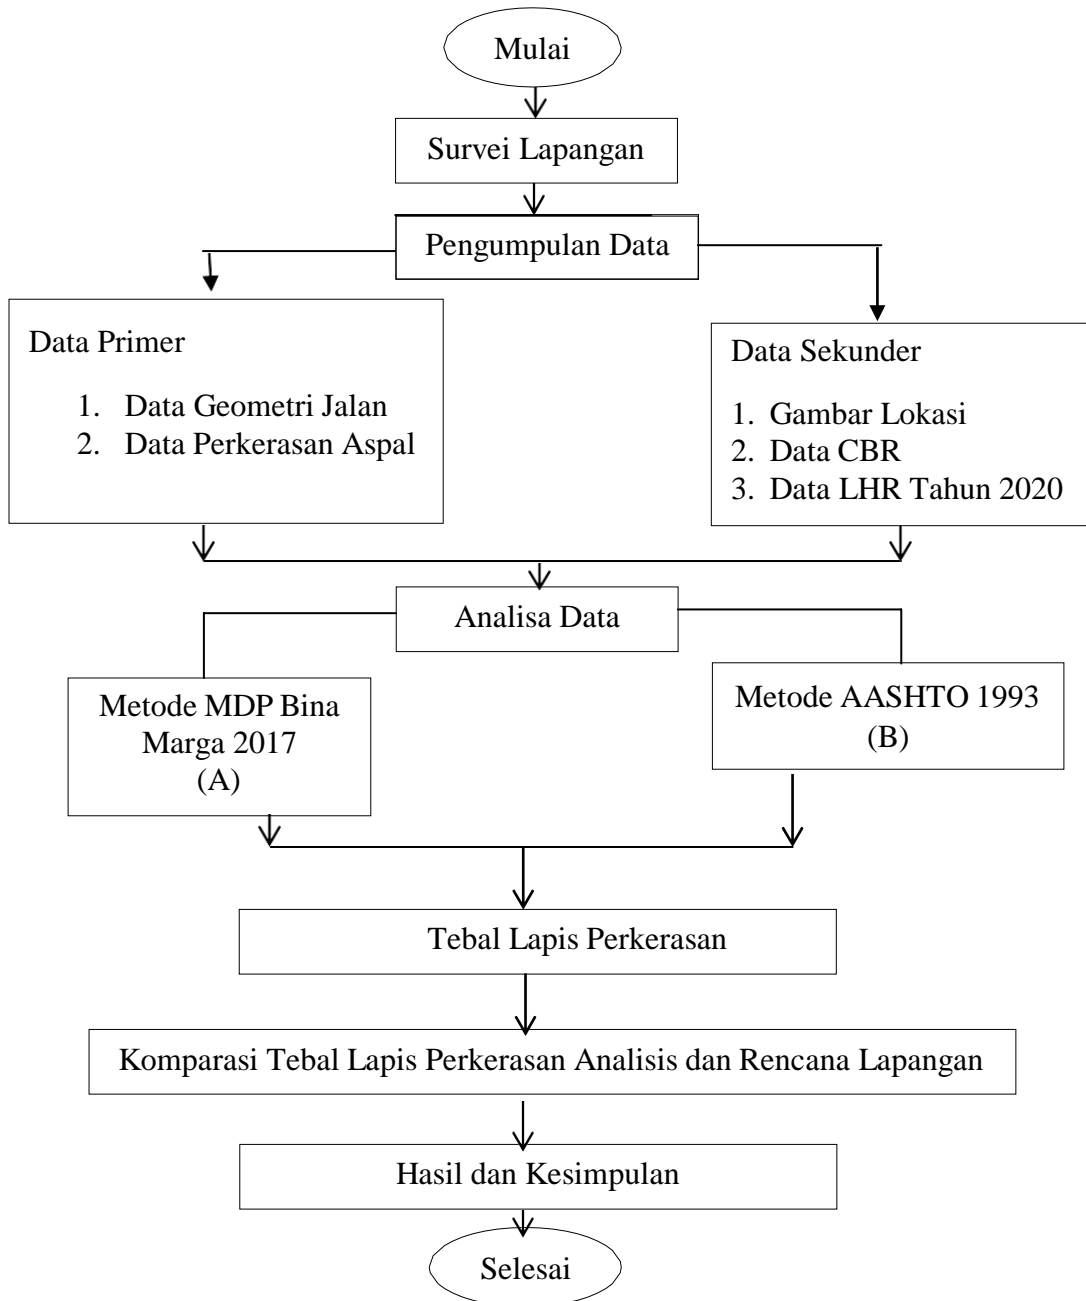 Mulai
Survei Lapangan
Pengumpulan Data
Data Primer
1. Data Geometri Jalan
2. Data Perkerasan Aspal
Data Sekunder
1. Gambar Lokasi
2. Data CBR
3. Data LHR Tahun 2020
Analisa Data
Metode MDP Bina
Marga 2017
(A)
Metode AASHTO 1993
(B)
Tebal Lapis Perkerasan
Komparasi Tebal Lapis Perkerasan Analisis dan Rencana Lapangan
Hasil dan Kesimpulan
Selesai